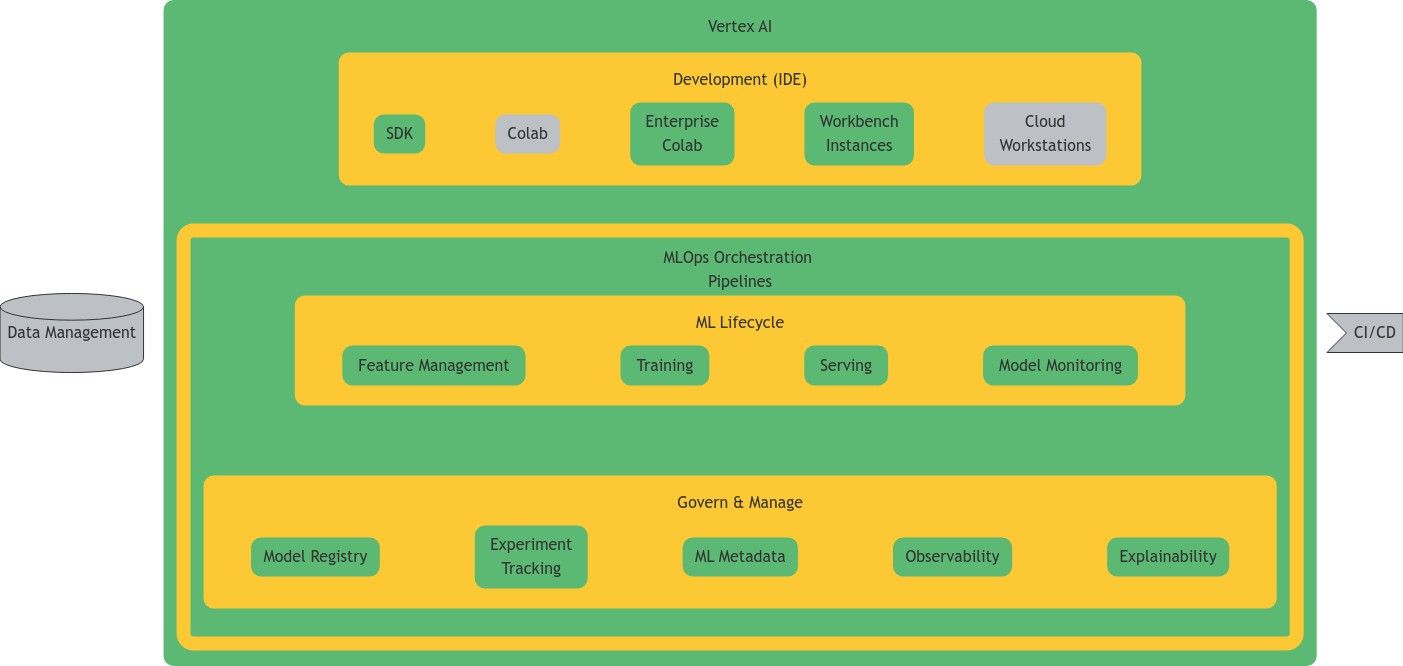 Vertex AI
Development (IDE)
SDK
Colab
Enterprise
Colab
Workbench
Instances
Cloud
Workstations
MLOps Orchestration
Pipelines
Data Management
ML Lifecycle
CI/CD
Feature Management
Training
Serving
Model Monitoring
Govern & Manage
Model Registry
Experiment
Tracking
ML Metadata
Observability
Explainability